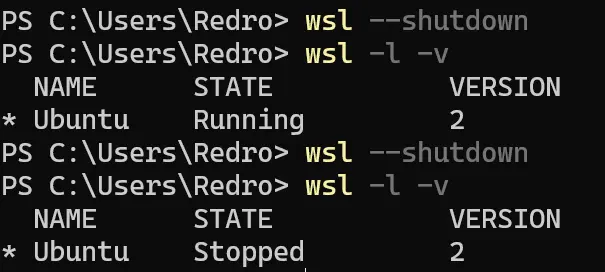 PS C:\Users\Redro> wsl --shutdown
PS C:\Users\Redro> wsl -l -v
  NAME      STATE           VERSION
* Ubuntu    Running         2
PS C:\Users\Redro> wsl --shutdown
PS C:\Users\Redro> wsl -l -v
  NAME      STATE           VERSION
* Ubuntu    Stopped         2